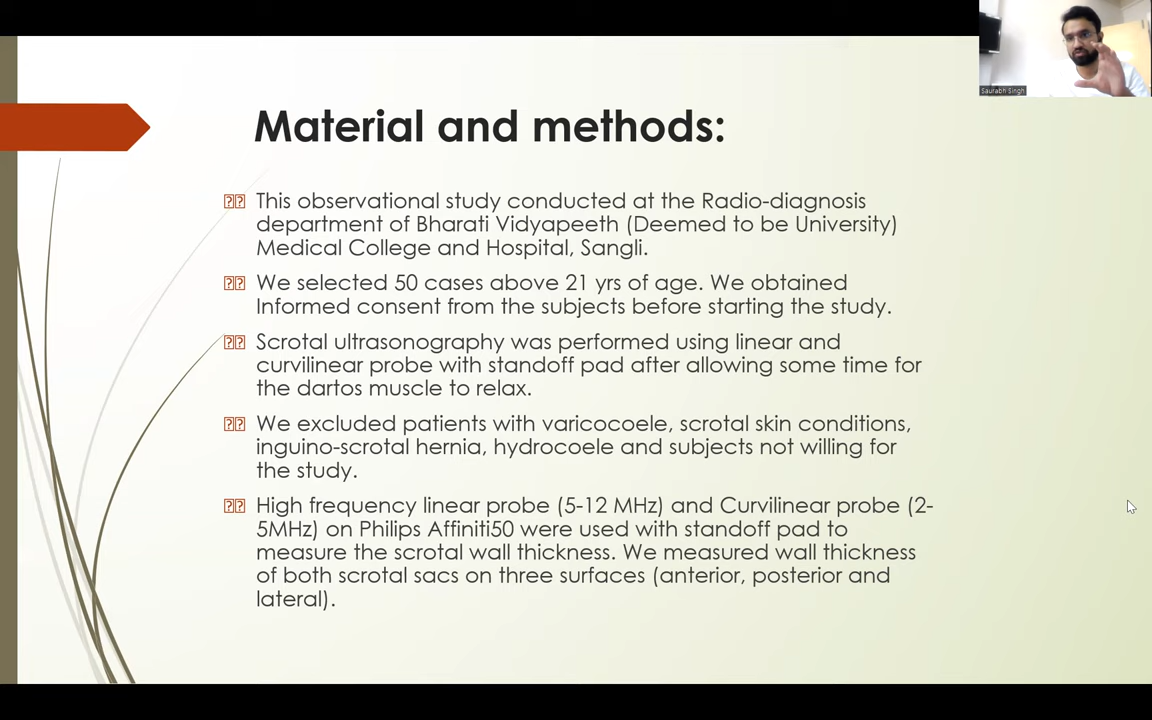 Saurabh Singh
Material and methods:
This observational study conducted at the Radio-diagnosis
department of Bharati Vidyapeeth (Deemed to be University)
Medical College and Hospital, Sangli.
We selected 50 cases above 21 yrs of age. We obtained
Informed consent from the subjects before starting the study.
Scrotal ultrasonography was performed using linear and
curvilinear probe with standoff pad after allowing some time for
the dartos muscle to relax.
We excluded patients with varicocoele, scrotal skin conditions,
inguino-scrotal hernia, hydrocoele and subjects not willing for
the study.
High frequency linear probe (5-12 MHz) and Curvilinear probe (2-
5MHz) on Philips Affiniti50 were used with standoff pad to
measure the scrotal wall thickness. We measured wall thickness
of both scrotal sacs on three surfaces (anterior, posterior and
lateral).